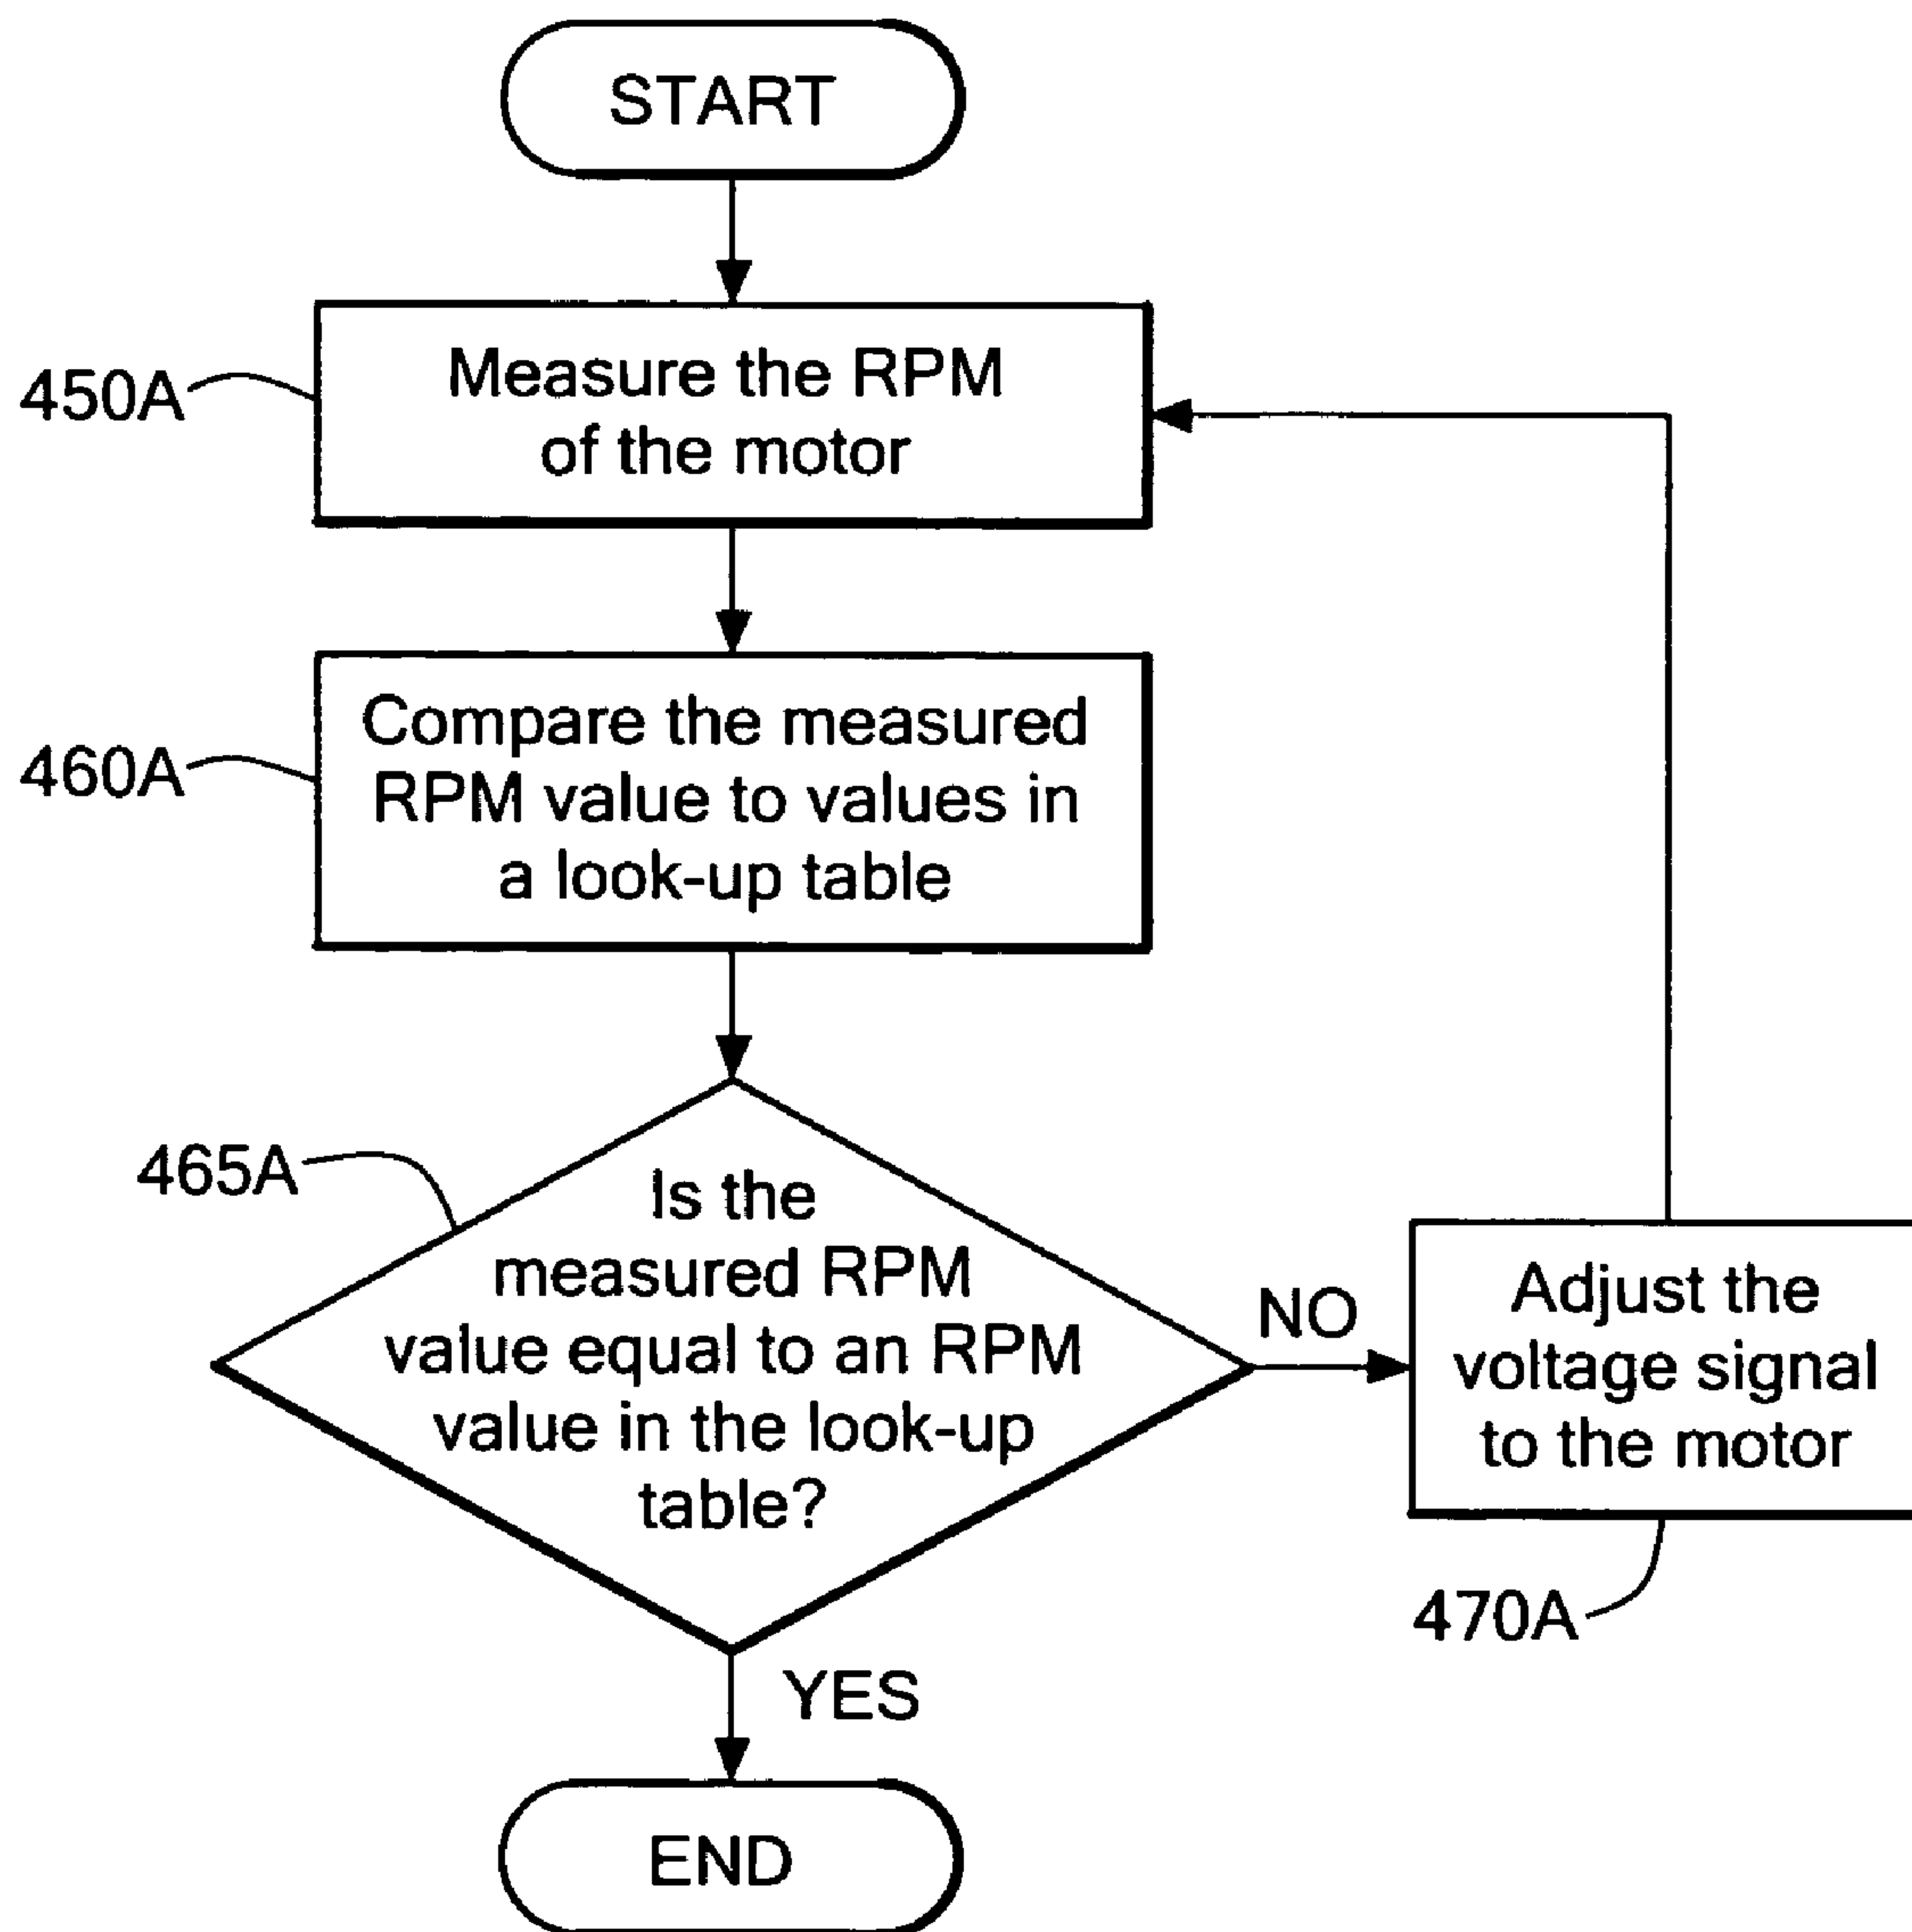 START
450A
Measure the RPM
of the motor
460A
Compare the measured
RPM value to values in
a look-up table
465A
Is the
measured RPM
value equal to an RPM
value in the look-up
table?
NO
Adjust the
voltage signal
to the motor
470A
YES
END